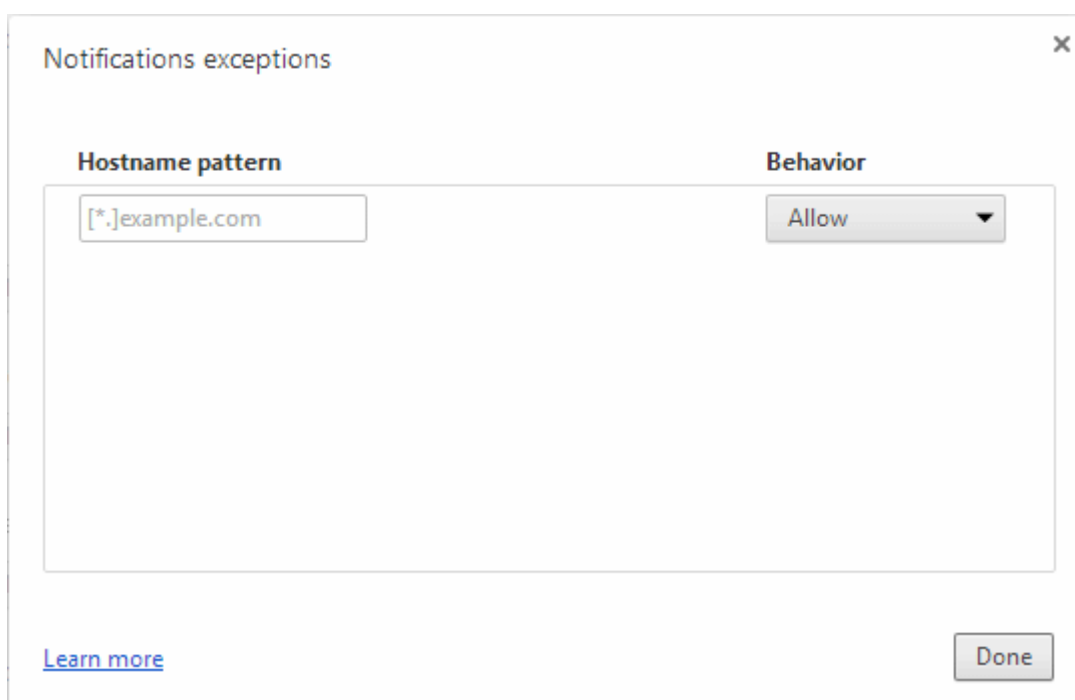 Notifications exceptions
Hostname pattern Behavior
[*.]example.com Allow
Learn more Done